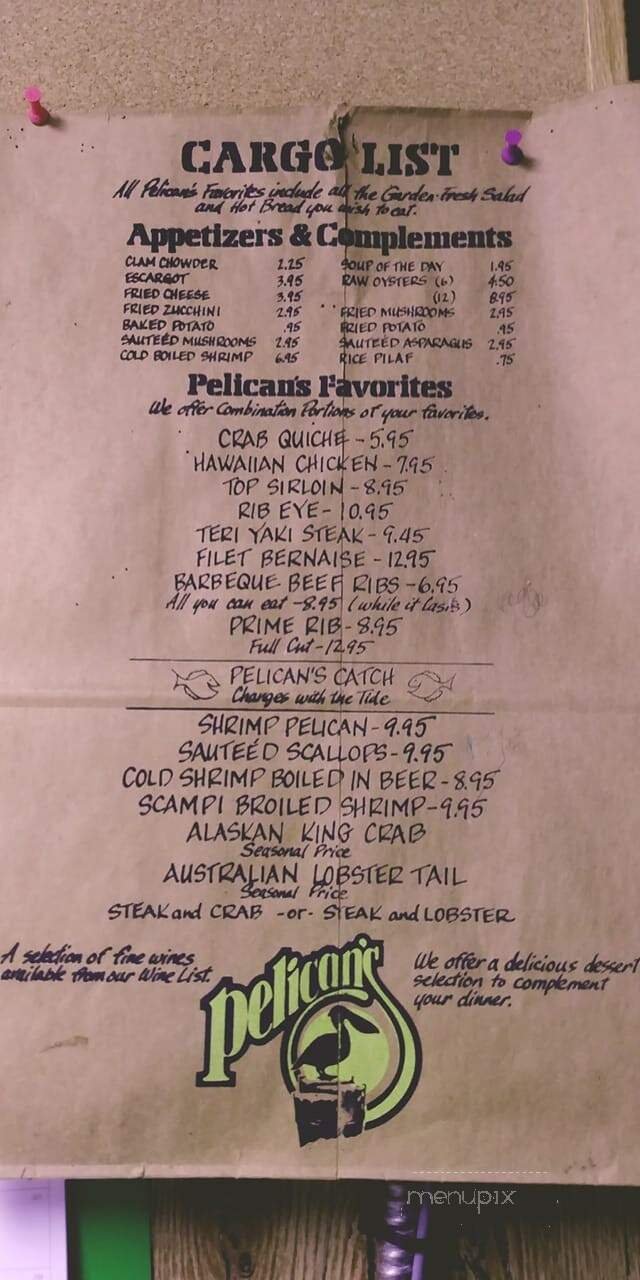 CARGO LIST
All Pelican's Favorites include all the Garden-Fresh Salad
and Hot Bread you wish to eat.
Appetizers & Complements
CLAM CHOWDER 2.25 SOUP OF THE DAY 1.95
ESCARGOT 3.95 RAW OYSTERS (6) 4.50
FRIED CHEESE 3.95 (12) 8.95
FRIED ZUCCHINI 2.95 FRIED MUSHROOMS 2.95
BAKED POTATO .95 FRIED POTATO .95
SAUTEÉD MUSHROOMS 2.95 SAUTEÉD ASPARAGUS 2.95
COLD BOILED SHRIMP 6.95 RICE PILAF .75
Pelican's Favorites
We offer Combination Portions of your favorites.
CRAB QUICHE - 5.95
HAWAIIAN CHICKEN - 7.95
TOP SIRLOIN - 8.95
RIB EYE - 10.95
TERI YAKI STEAK - 9.45
FILET BERNAISE - 12.95
BARBEQUE BEEF RIBS - 6.95
All you can eat - 8.95 (while it lasts)
PRIME RIB - 8.95
Full Cut - 12.95
PELICAN'S CATCH
Changes with the Tide
SHRIMP PELICAN - 9.95
SAUTEÉD SCALLOPS - 9.95
COLD SHRIMP BOILED IN BEER - 8.95
SCAMPI BROILED SHRIMP - 9.95
ALASKAN KING CRAB
Seasonal Price
AUSTRALIAN LOBSTER TAIL
Seasonal Price
STEAK and CRAB -or- STEAK and LOBSTER
A selection of fine wines
available from our Wine List.
pelican's
We offer a delicious dessert
selection to complement
your dinner.
menupix